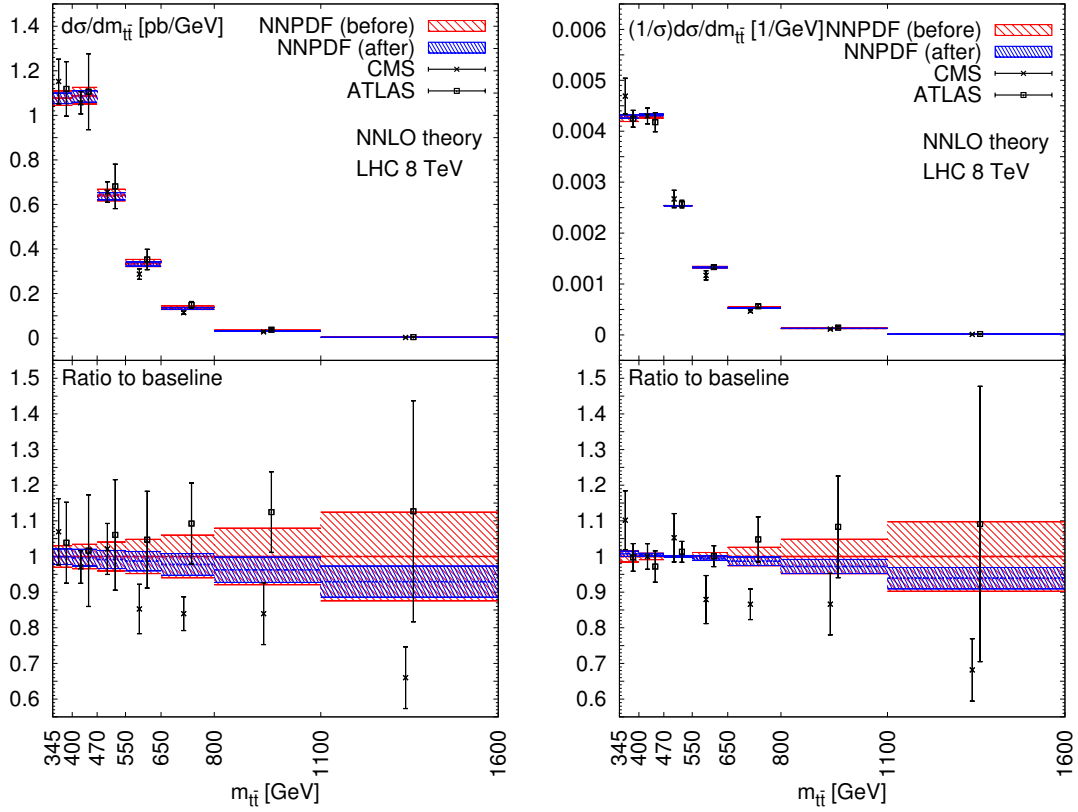 dσ/dm_tt̄ [pb/GeV]
NNPDF (before)
NNPDF (after)
CMS
ATLAS
NNLO theory
LHC 8 TeV
1.4
1.2
1
0.8
0.6
0.4
0.2
0
Ratio to baseline
1.5
1.4
1.3
1.2
1.1
1
0.9
0.8
0.7
0.6
345
400
470
550
650
800
1100
1600
m_tt̄ [GeV]
(1/σ)dσ/dm_tt̄ [1/GeV]
NNPDF (before)
NNPDF (after)
CMS
ATLAS
NNLO theory
LHC 8 TeV
0.006
0.005
0.004
0.003
0.002
0.001
0
Ratio to baseline
1.5
1.4
1.3
1.2
1.1
1
0.9
0.8
0.7
0.6
345
400
470
550
650
800
1100
1600
m_tt̄ [GeV]